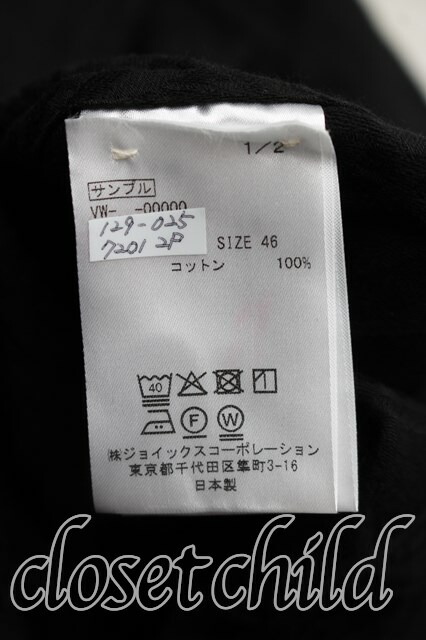 1/2
サンプル
VW- -00000
129-025
7201 2P
SIZE 46
コットン 100%
40
1
F W
㈱ジョイックスコーポレーション
東京都千代田区隼町3-16
日本製
closet child